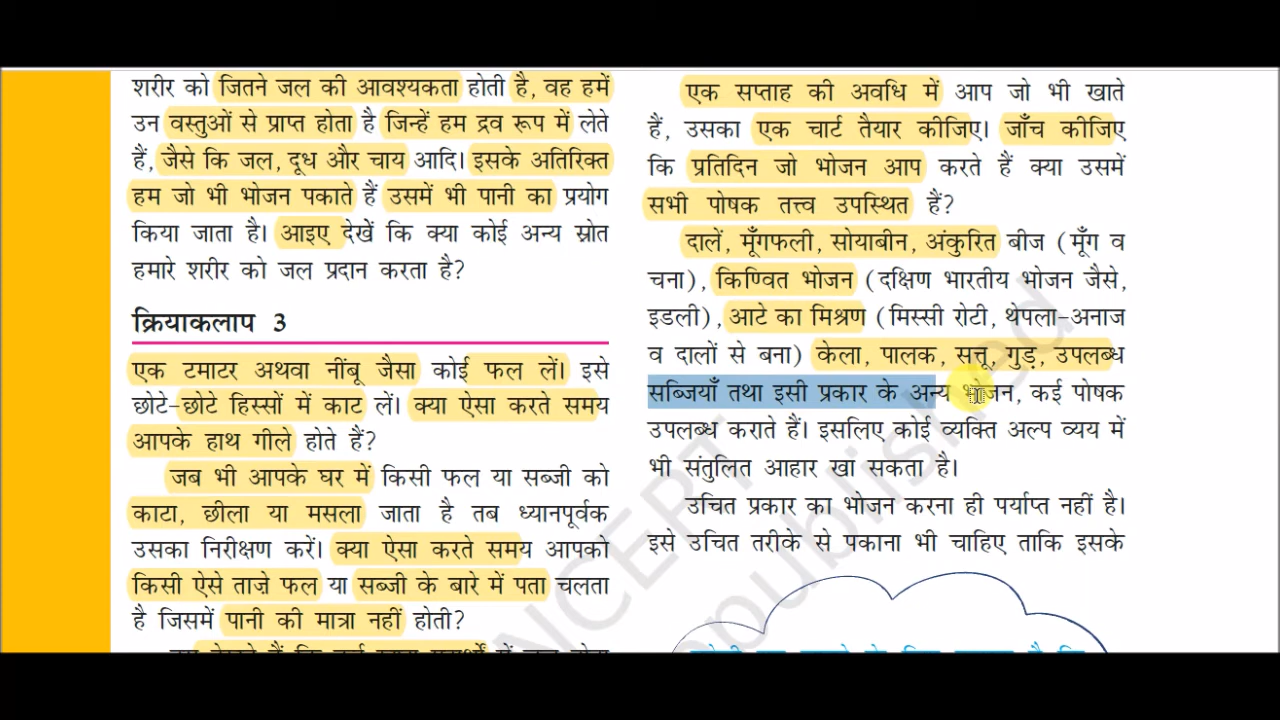 शरीर को जितने जल की आवश्यकता होती है, वह हमें
उन वस्तुओं से प्राप्त होता है जिन्हें हम द्रव रूप में लेते
हैं, जैसे कि जल, दूध और चाय आदि। इसके अतिरिक्त
हम जो भी भोजन पकाते हैं उसमें भी पानी का प्रयोग
किया जाता है। आइए देखें कि क्या कोई अन्य स्रोत
हमारे शरीर को जल प्रदान करता है?
क्रियाकलाप 3
एक टमाटर अथवा नींबू जैसा कोई फल लें। इसे
छोटे-छोटे हिस्सों में काट लें। क्या ऐसा करते समय
आपके हाथ गीले होते हैं?
जब भी आपके घर में किसी फल या सब्जी को
काटा, छीला या मसला जाता है तब ध्यानपूर्वक
उसका निरीक्षण करें। क्या ऐसा करते समय आपको
किसी ऐसे ताज़े फल या सब्जी के बारे में पता चलता
है जिसमें पानी की मात्रा नहीं होती?
एक सप्ताह की अवधि में आप जो भी खाते
हैं, उसका एक चार्ट तैयार कीजिए। जाँच कीजिए
कि प्रतिदिन जो भोजन आप करते हैं क्या उसमें
सभी पोषक तत्त्व उपस्थित हैं?
दालें, मूँगफली, सोयाबीन, अंकुरित बीज (मूँग व
चना), किण्वित भोजन (दक्षिण भारतीय भोजन जैसे,
इडली), आटे का मिश्रण (मिस्सी रोटी, थेपला-अनाज
व दालों से बना) केला, पालक, सत्तू, गुड़, उपलब्ध
सब्जियाँ तथा इसी प्रकार के अन्य भोजन, कई पोषक
उपलब्ध कराते हैं। इसलिए कोई व्यक्ति अल्प व्यय में
भी संतुलित आहार खा सकता है।
उचित प्रकार का भोजन करना ही पर्याप्त नहीं है।
इसे उचित तरीके से पकाना भी चाहिए ताकि इसके
NCERT
republished